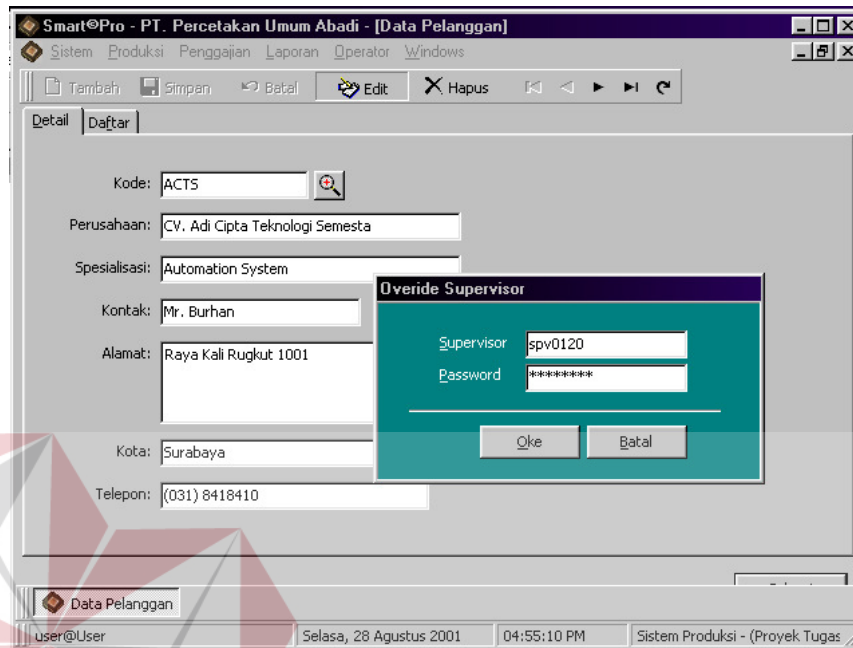 Smart©Pro - PT. Percetakan Umum Abadi - [Data Pelanggan]
Sistem Produksi Penggajian Laporan Operator Windows
Tambah Simpan Batal Edit Hapus
Detail Daftar
Kode: ACTS
Perusahaan: CV. Adi Cipta Teknologi Semesta
Spesialisasi: Automation System
Kontak: Mr. Burhan
Alamat: Raya Kali Rugkut 1001
Kota: Surabaya
Telepon: (031) 8418410
Overide Supervisor
Supervisor spv0120
Password ********
Oke Batal
Data Pelanggan
user@User Selasa, 28 Agustus 2001 04:55:10 PM Sistem Produksi - (Proyek Tugas